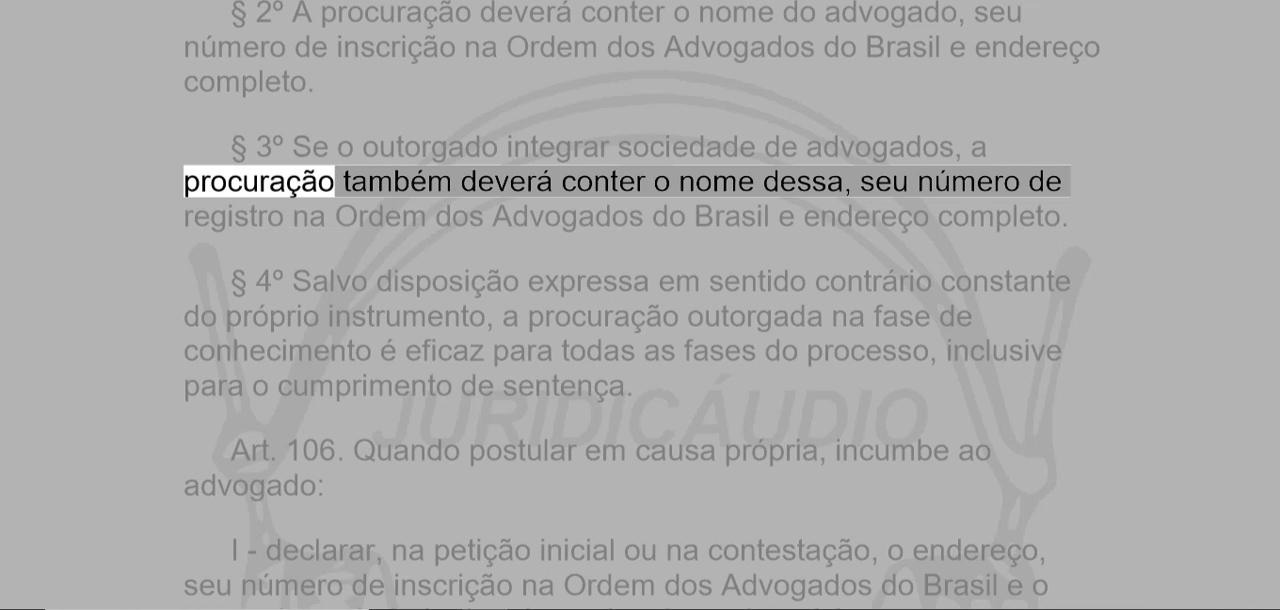 § 2º A procuração deverá conter o nome do advogado, seu
número de inscrição na Ordem dos Advogados do Brasil e endereço
completo.
§ 3º Se o outorgado integrar sociedade de advogados, a
procuração também deverá conter o nome dessa, seu número de
registro na Ordem dos Advogados do Brasil e endereço completo.
§ 4º Salvo disposição expressa em sentido contrário constante
do próprio instrumento, a procuração outorgada na fase de
conhecimento é eficaz para todas as fases do processo, inclusive
para o cumprimento de sentença.
JURIDICÁUDIO
Art. 106. Quando postular em causa própria, incumbe ao
advogado:
I - declarar, na petição inicial ou na contestação, o endereço,
seu número de inscrição na Ordem dos Advogados do Brasil e o